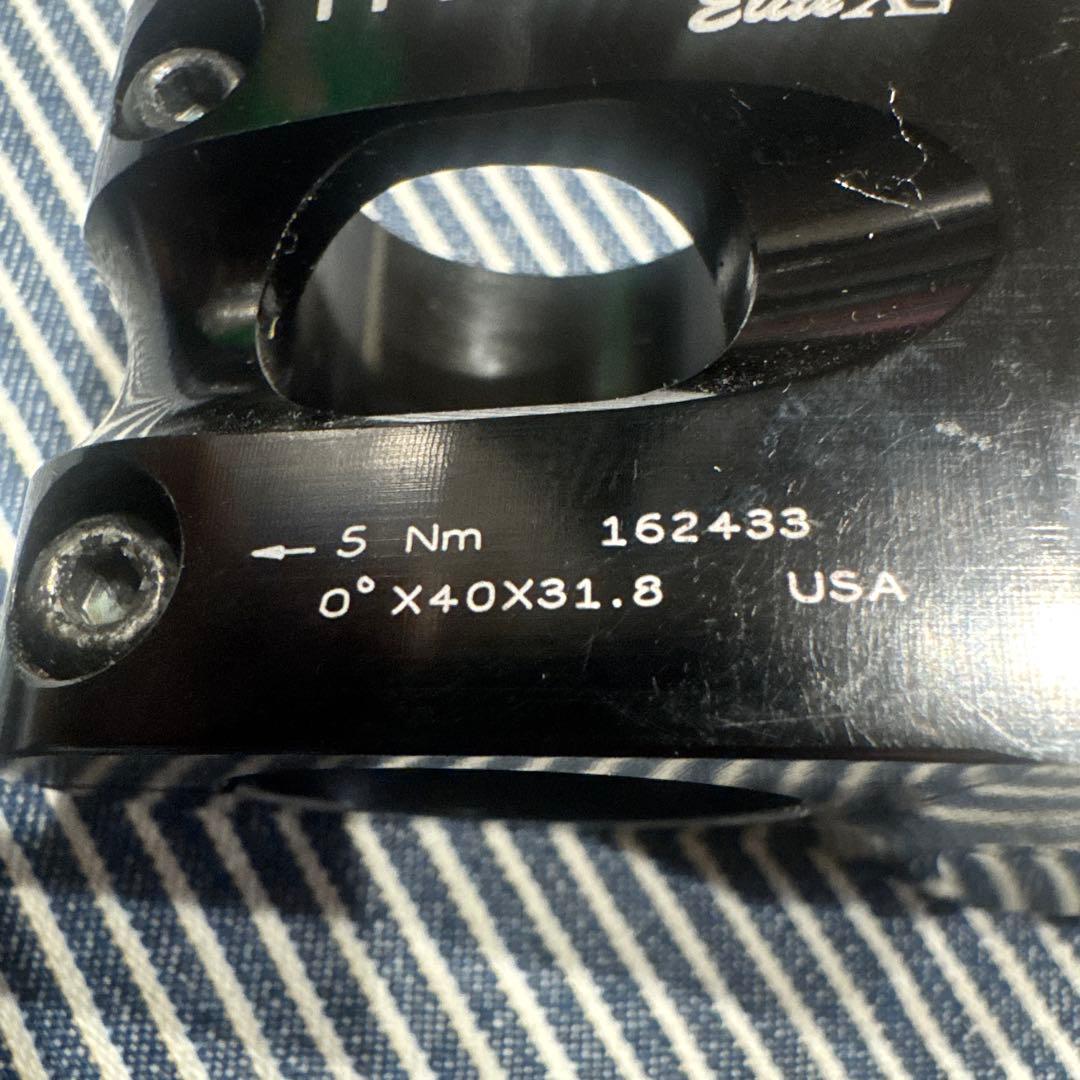 Elite X
← 5 Nm 162433
0° X40X31.8 USA